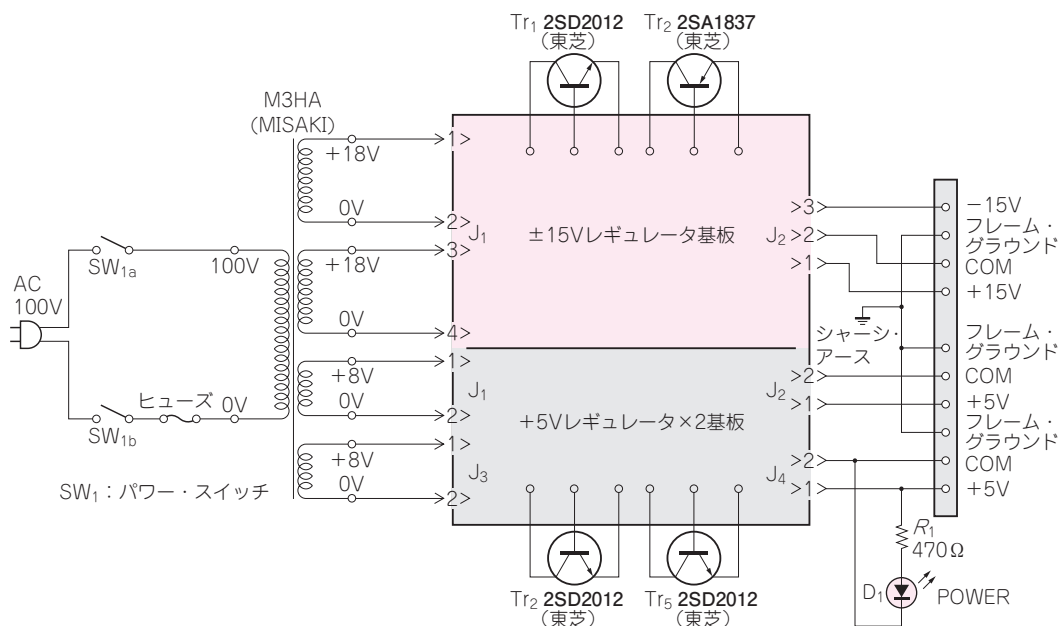 Tr1 2SD2012
(東芝)
Tr2 2SA1837
(東芝)
M3HA
(MISAKI)
+18V
0V
+18V
0V
+8V
0V
+8V
0V
AC
100V
SW1a
100V
SW1b
ヒューズ
0V
SW1：パワー・スイッチ
1
2
J1
3
4
±15Vレギュレータ基板
3
J2
2
1
1
J1
2
1
J3
2
+5Vレギュレータ×2基板
2
J2
1
2
J4
1
シャーシ・
アース
−15V
フレーム・
グラウンド
COM
+15V
フレーム・
グラウンド
COM
+5V
フレーム・
グラウンド
COM
+5V
R1
470Ω
D1
POWER
Tr2 2SD2012
(東芝)
Tr5 2SD2012
(東芝)